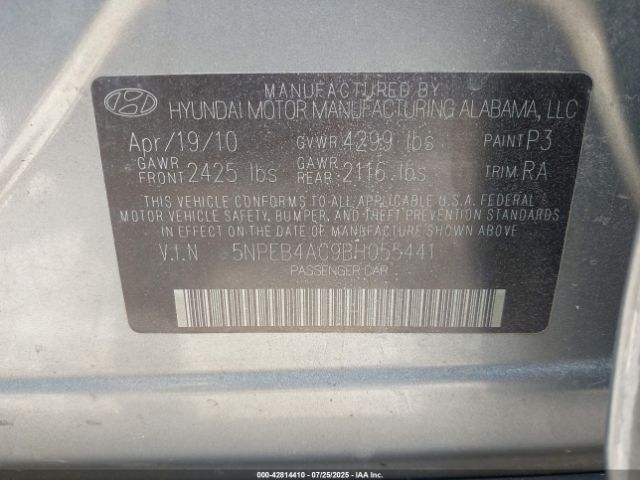 MANUFACTURED BY
HYUNDAI MOTOR MANUFACTURING ALABAMA, LLC
Apr/19/10 GVWR 4299 lbs PAINT P3
GAWR FRONT 2425 lbs GAWR REAR 2116 lbs TRIM RA
THIS VEHICLE CONFORMS TO ALL APPLICABLE U.S.A. FEDERAL
MOTOR VEHICLE SAFETY, BUMPER, AND THEFT PREVENTION STANDARDS
IN EFFECT ON THE DATE OF MANUFACTURE SHOWN ABOVE.
V.I.N 5NPEB4AC9BH055441
PASSENGER CAR
000-42814410 | 07/25/2025 | IAA Inc.